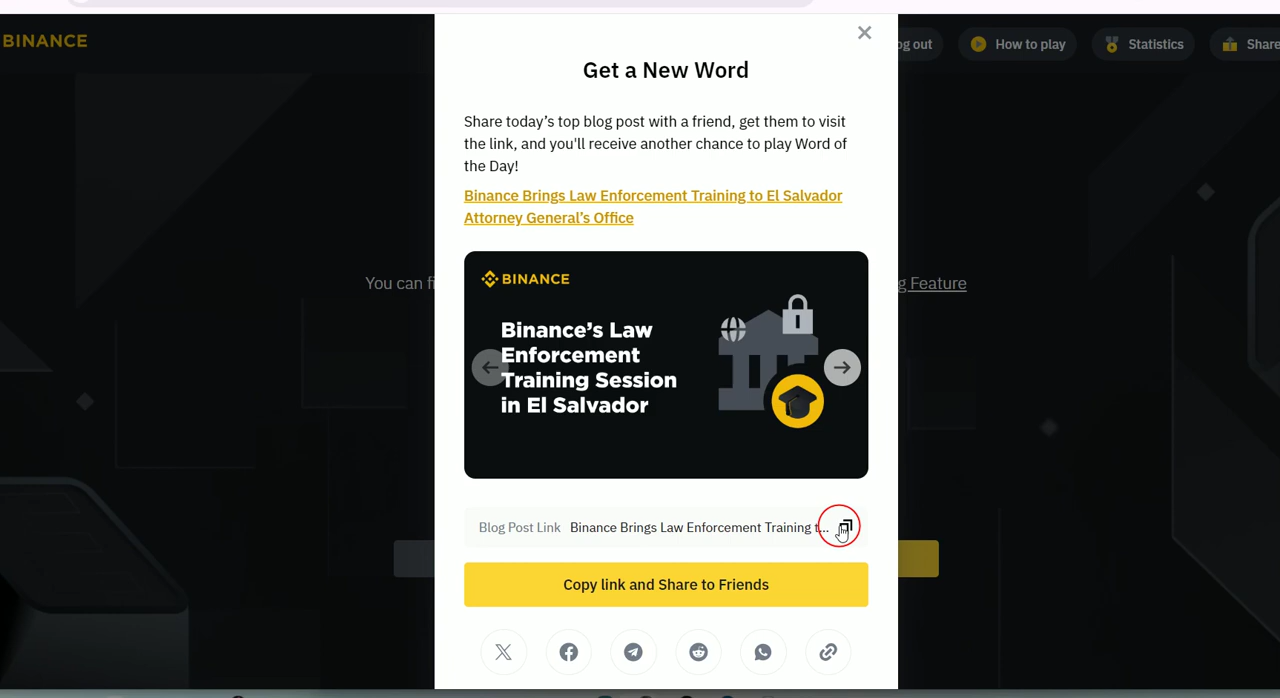 BINANCE
og out
How to play
Statistics
Share
Get a New Word
Share today’s top blog post with a friend, get them to visit
the link, and you'll receive another chance to play Word of
the Day!
Binance Brings Law Enforcement Training to El Salvador
Attorney General’s Office
You can fi
g Feature
BINANCE
Binance’s Law
Enforcement
Training Session
in El Salvador
Blog Post Link Binance Brings Law Enforcement Training t...
Copy link and Share to Friends